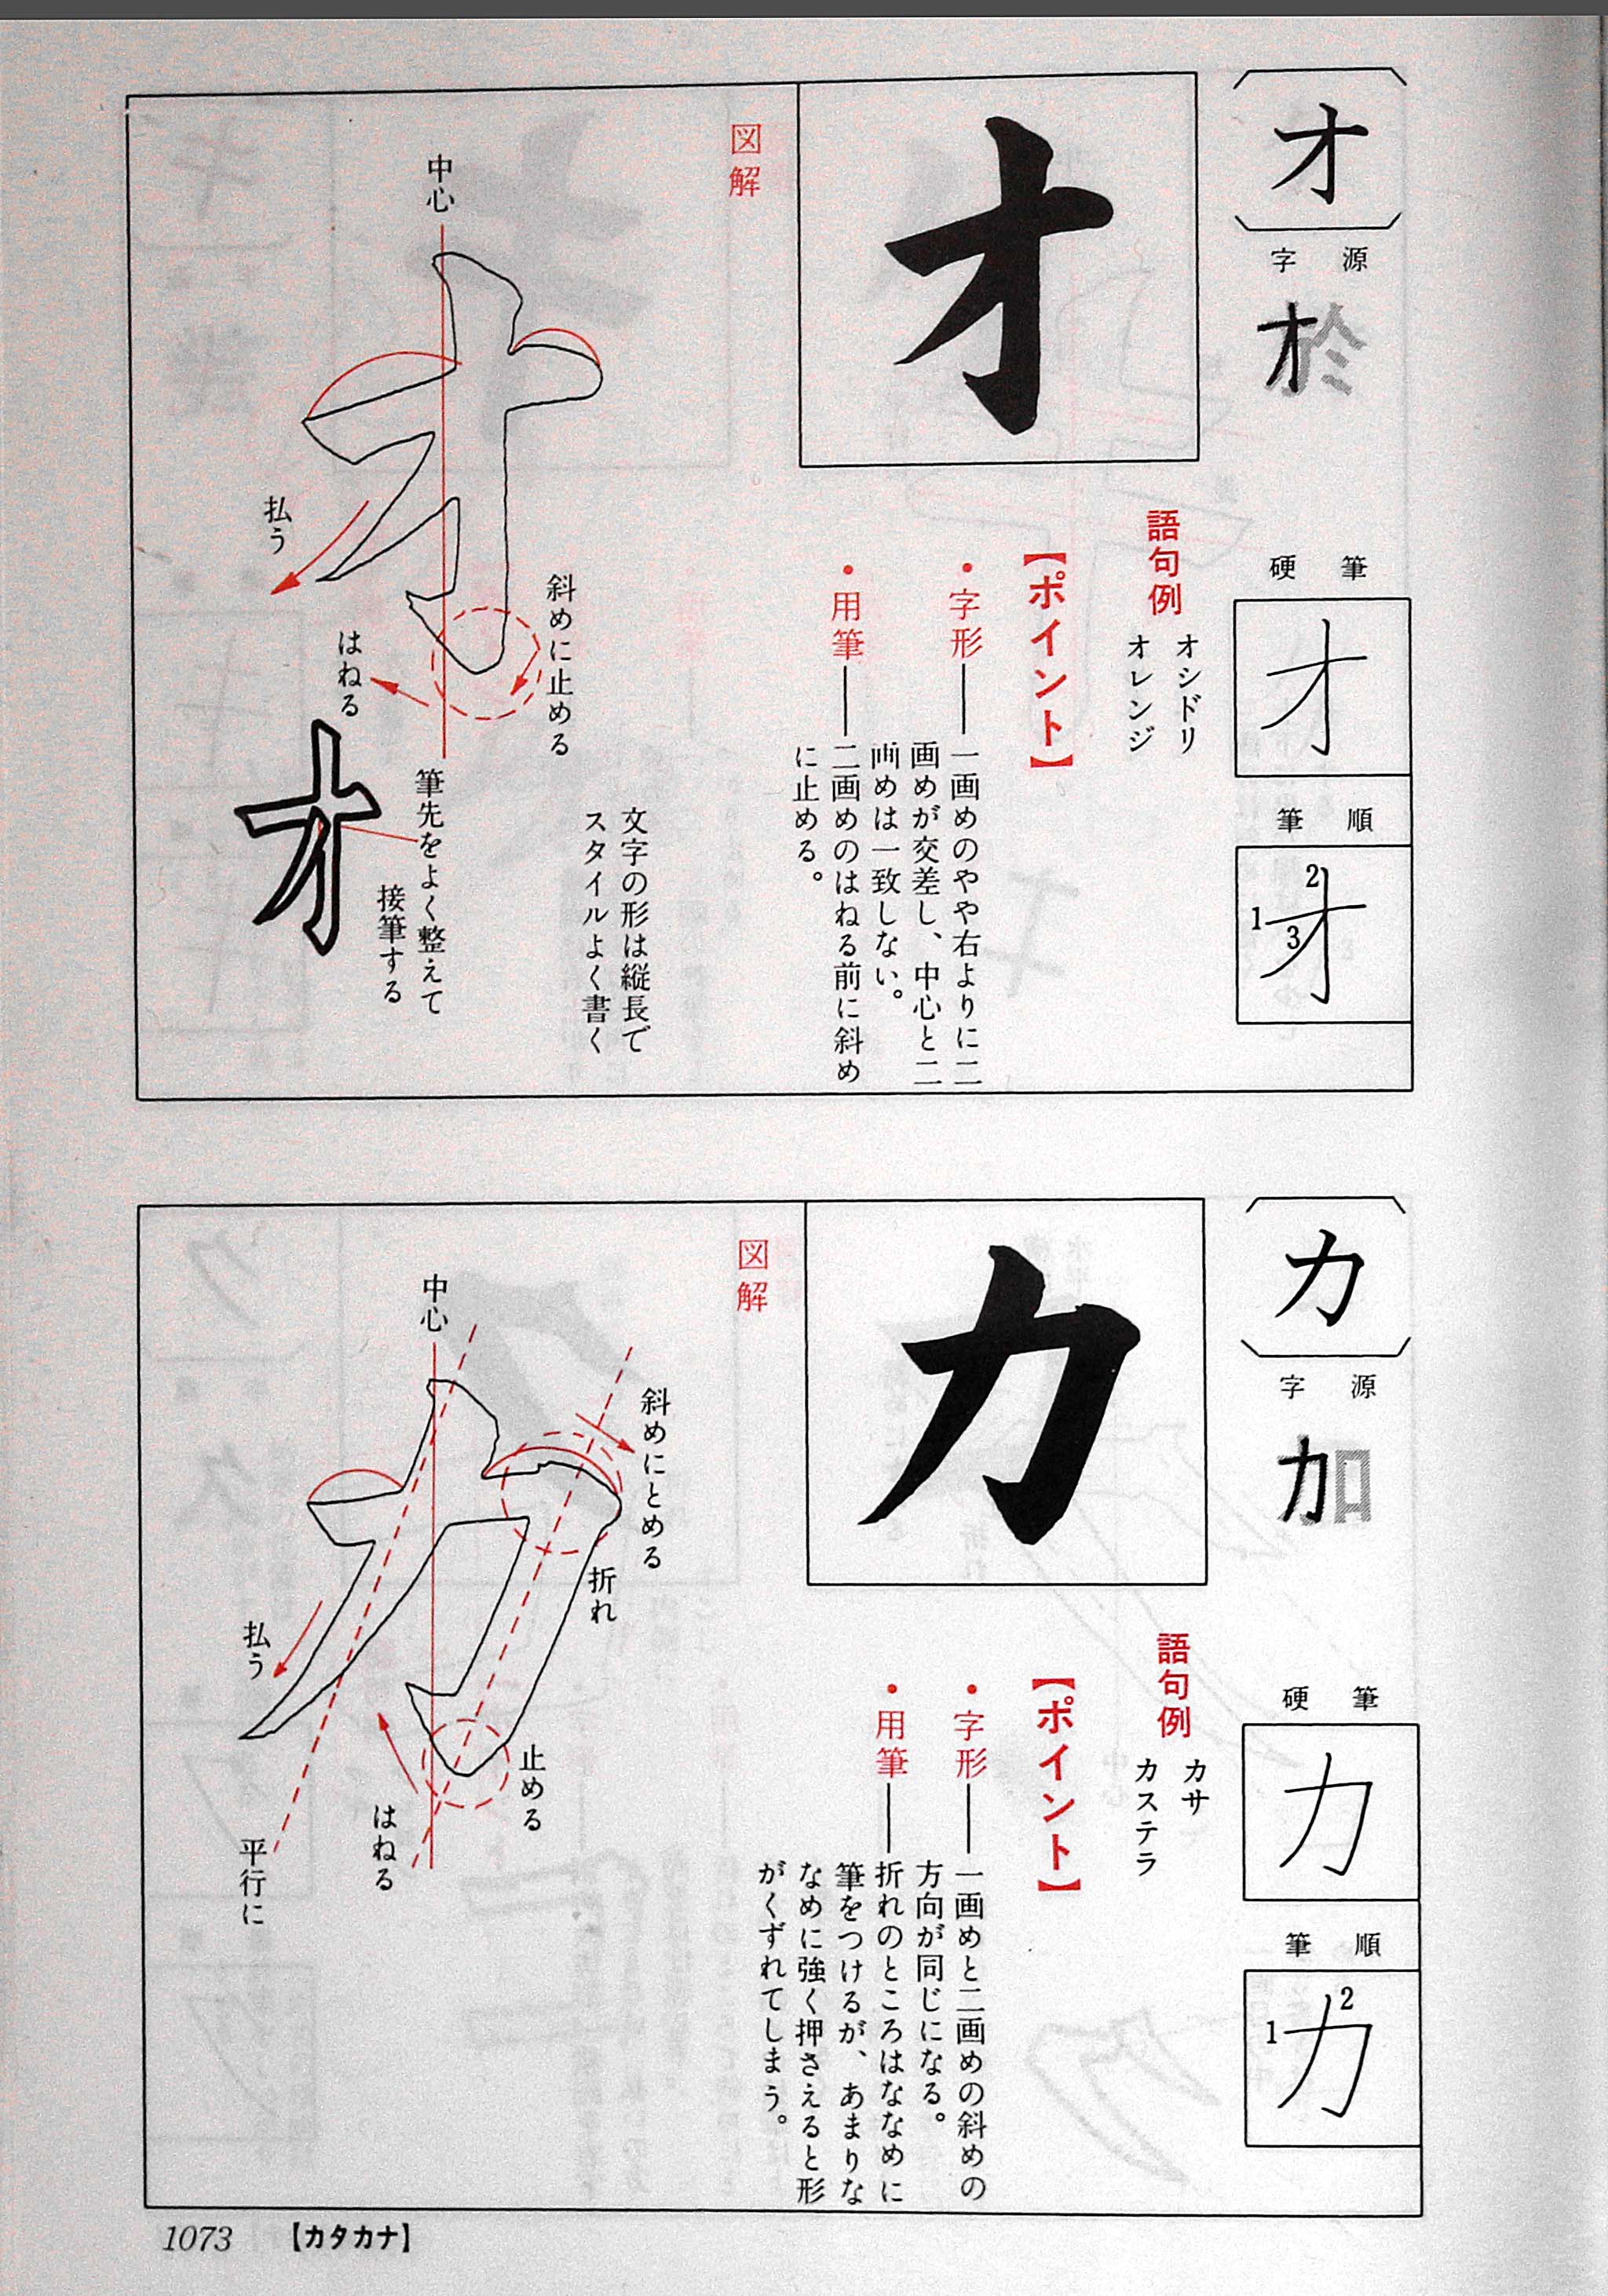 オ
字源
於
硬筆
オ
筆順
オ
1
2
3
語句例
オシドリ
オレンジ
【ポイント】
・字形――一画めのやや右よりに二
画めが交差し、中心と二
画めは一致しない。
・用筆――二画めのはねる前に斜め
に止める。
オ
図解
中心
払う
はねる
斜めに止める
文字の形は縦長で
スタイルよく書く
筆先をよく整えて
接筆する
オ
カ
字源
加
硬筆
カ
筆順
カ
1
2
語句例
カサ
カステラ
【ポイント】
・字形――一画めと二画めの斜めの
方向が同じになる。
・用筆――折れのところはななめに
筆をつけるが、あまりな
なめに強く押さえると形
がくずれてしまう。
カ
図解
中心
斜めにとめる
折れ
払う
止める
はねる
平行に
1073 【カタカナ】